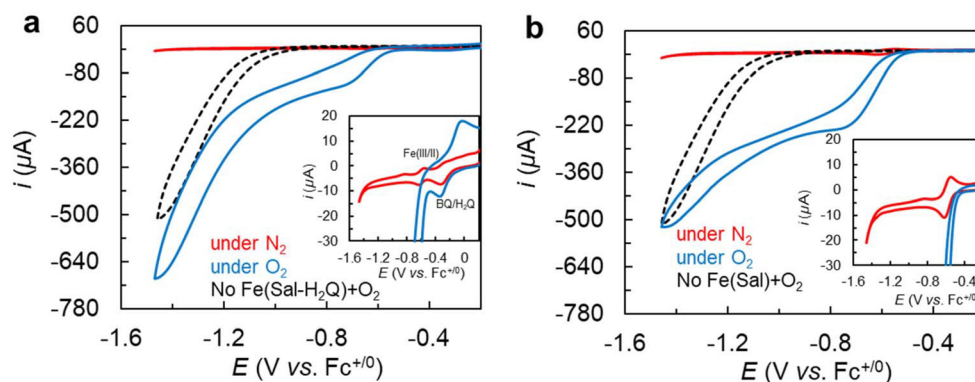 a
60
-80
-220
-360
-500
-640
-780
i (µA)
20
10
0
-10
-20
-30
i (µA)
Fe(III/II)
BQ/H₂Q
-1.6 -1.2 -0.8 -0.4 0
E (V vs. Fc⁺/⁰)
under N₂
under O₂
No Fe(Sal-H₂Q)+O₂
-1.6 -1.2 -0.8 -0.4
E (V vs. Fc⁺/⁰)
b
60
-80
-220
-360
-500
-640
-780
i (µA)
20
10
0
-10
-20
-30
i (µA)
-1.6 -1.2 -0.8 -0.4
E (V vs. Fc⁺/⁰)
under N₂
under O₂
No Fe(Sal)+O₂
-1.6 -1.2 -0.8 -0.4
E (V vs. Fc⁺/⁰)